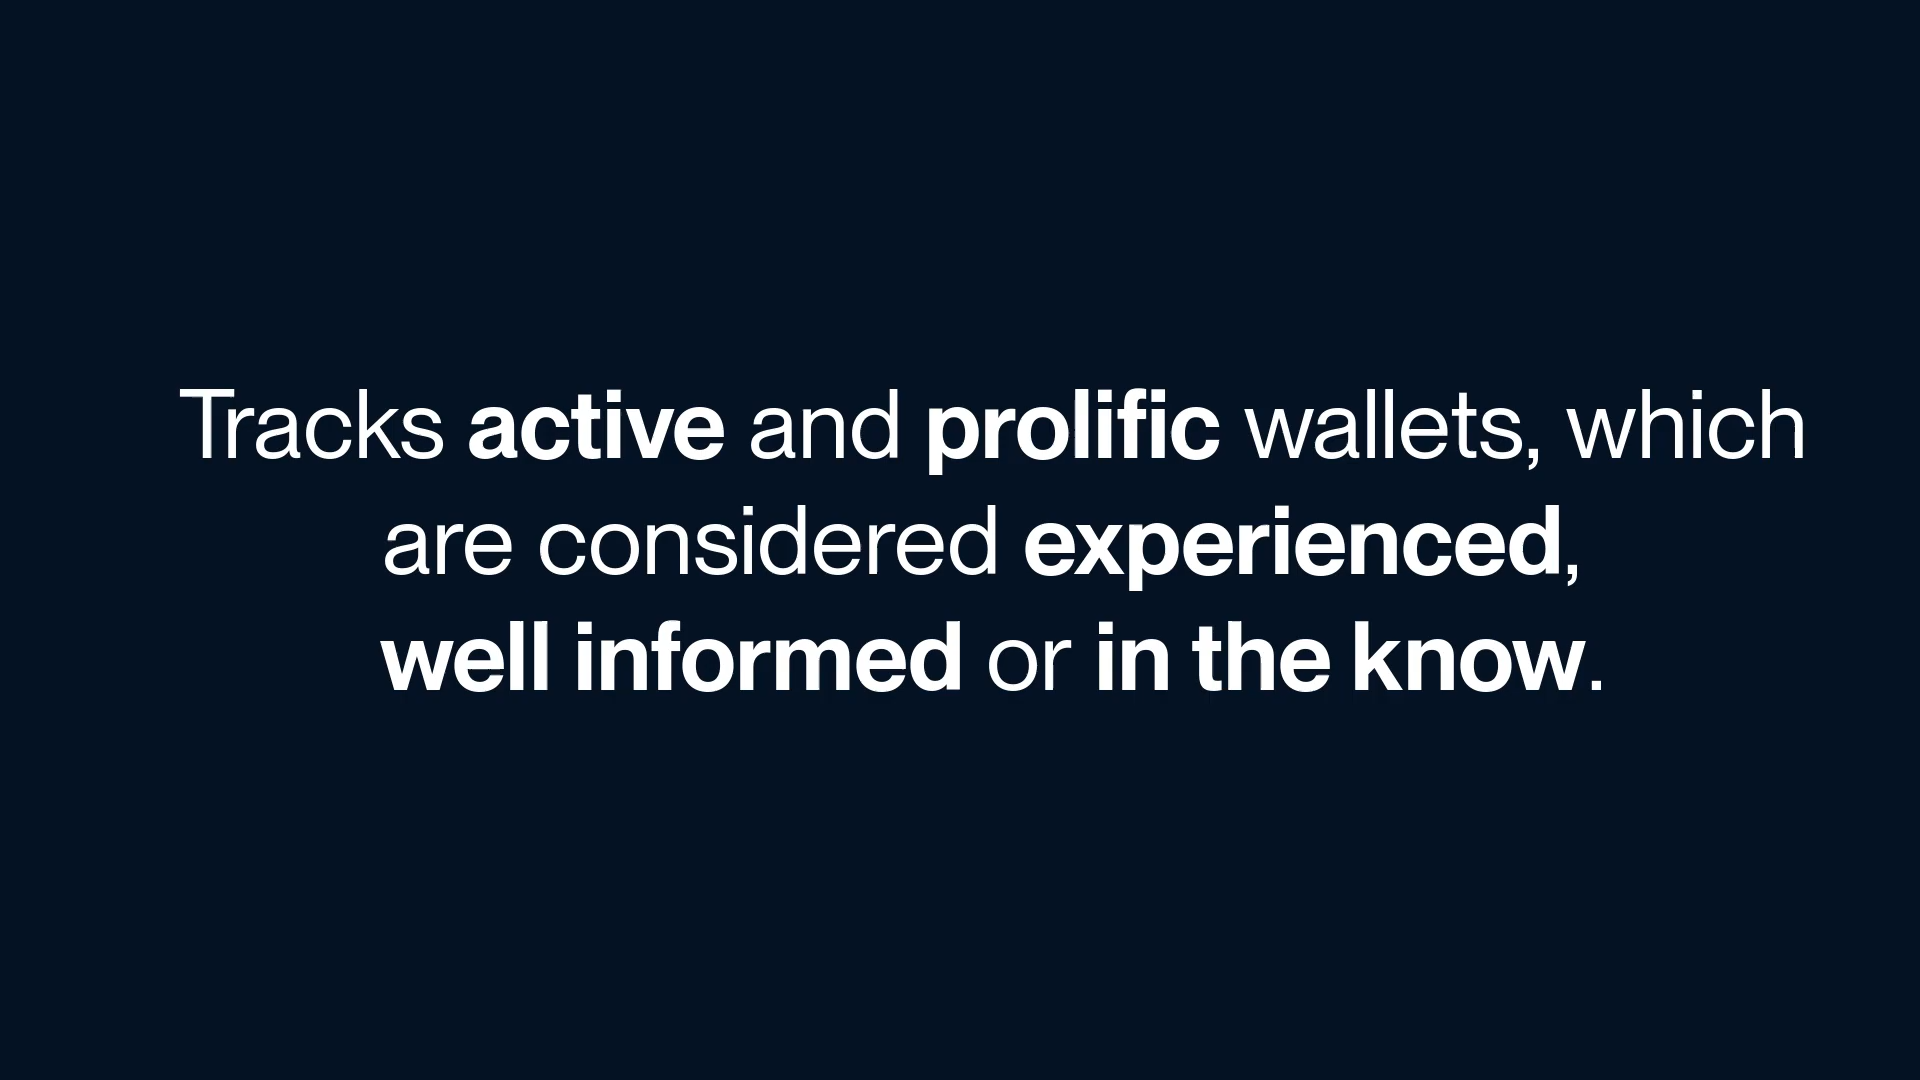 Tracks active and prolific wallets, which
are considered experienced,
well informed or in the know.